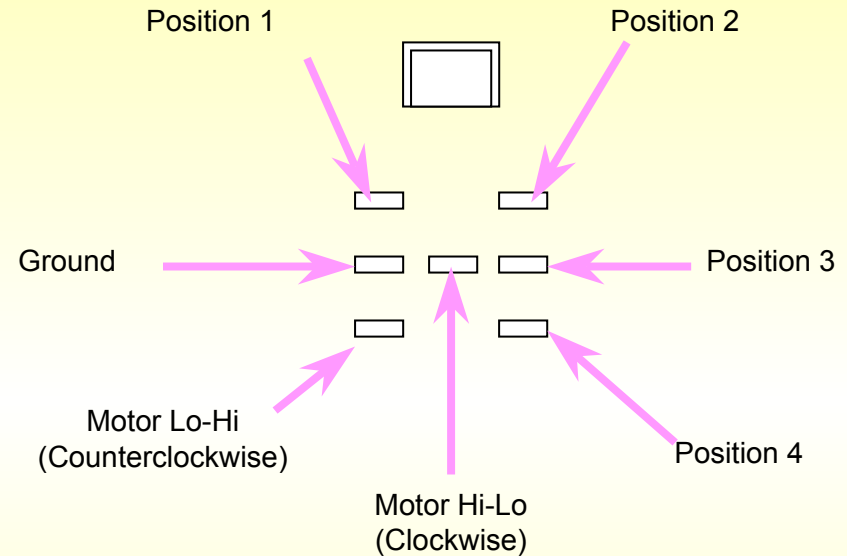 Position 1
Position 2
Ground
Position 3
Motor Lo-Hi
(Counterclockwise)
Position 4
Motor Hi-Lo
(Clockwise)